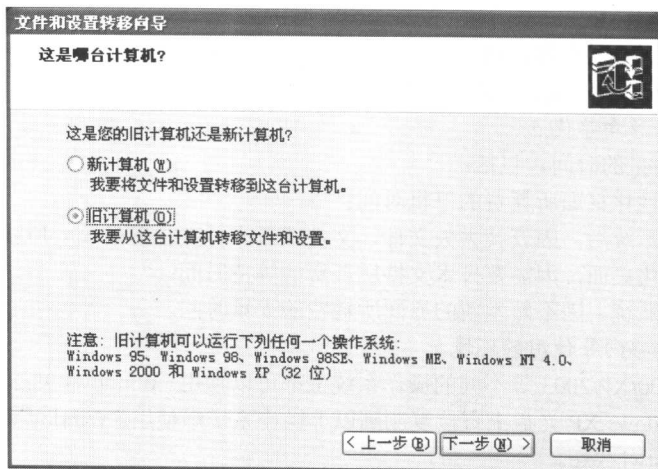 文件和设置转移向导
这是哪台计算机?
这是您的旧计算机还是新计算机?
新计算机(W)
我要将文件和设置转移到这台计算机。
旧计算机(O)
我要从这台计算机转移文件和设置。
注意: 旧计算机可以运行下列任何一个操作系统:
Windows 95、Windows 98、Windows 98SE、Windows ME、Windows NT 4.0、
Windows 2000 和 Windows XP (32 位)
< 上一步(B) 下一步(N) > 取消